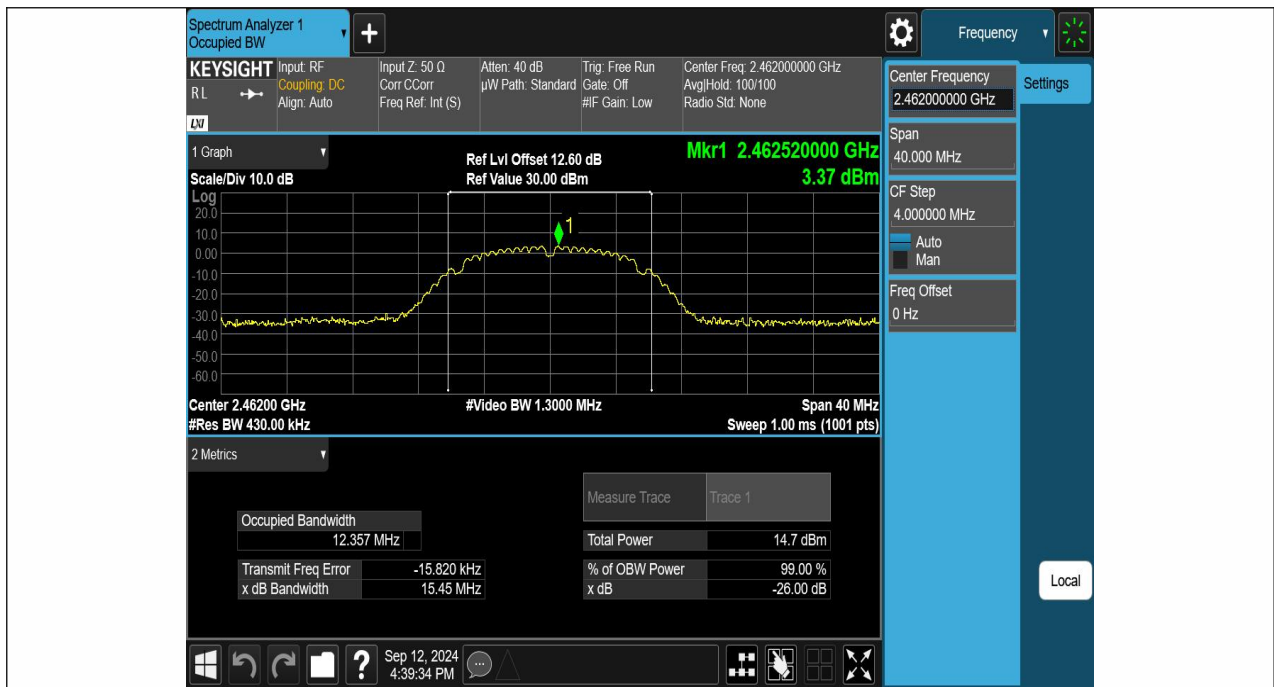 Spectrum Analyzer 1
Occupied BW
+
Frequency
KEYSIGHT
R L
LXI
Input: RF
Coupling: DC
Align: Auto
Input Z: 50 Ω
Corr CCorr
Freq Ref: Int (S)
Atten: 40 dB
µW Path: Standard
Trig: Free Run
Gate: Off
#IF Gain: Low
Center Freq: 2.462000000 GHz
Avg|Hold: 100/100
Radio Std: None
Center Frequency
2.462000000 GHz
Settings
Span
40.000 MHz
CF Step
4.000000 MHz
Auto
Man
Freq Offset
0 Hz
Local
1 Graph
Scale/Div 10.0 dB
Ref Lvl Offset 12.60 dB
Ref Value 30.00 dBm
Mkr1 2.462520000 GHz
3.37 dBm
Log
20.0
10.0
0.00
-10.0
-20.0
-30.0
-40.0
-50.0
-60.0
1
Center 2.46200 GHz
#Video BW 1.3000 MHz
Span 40 MHz
#Res BW 430.00 kHz
Sweep 1.00 ms (1001 pts)
2 Metrics
Measure Trace
Trace 1
Occupied Bandwidth
12.357 MHz
Total Power
14.7 dBm
Transmit Freq Error
-15.820 kHz
% of OBW Power
99.00 %
x dB Bandwidth
15.45 MHz
x dB
-26.00 dB
?
Sep 12, 2024
4:39:34 PM